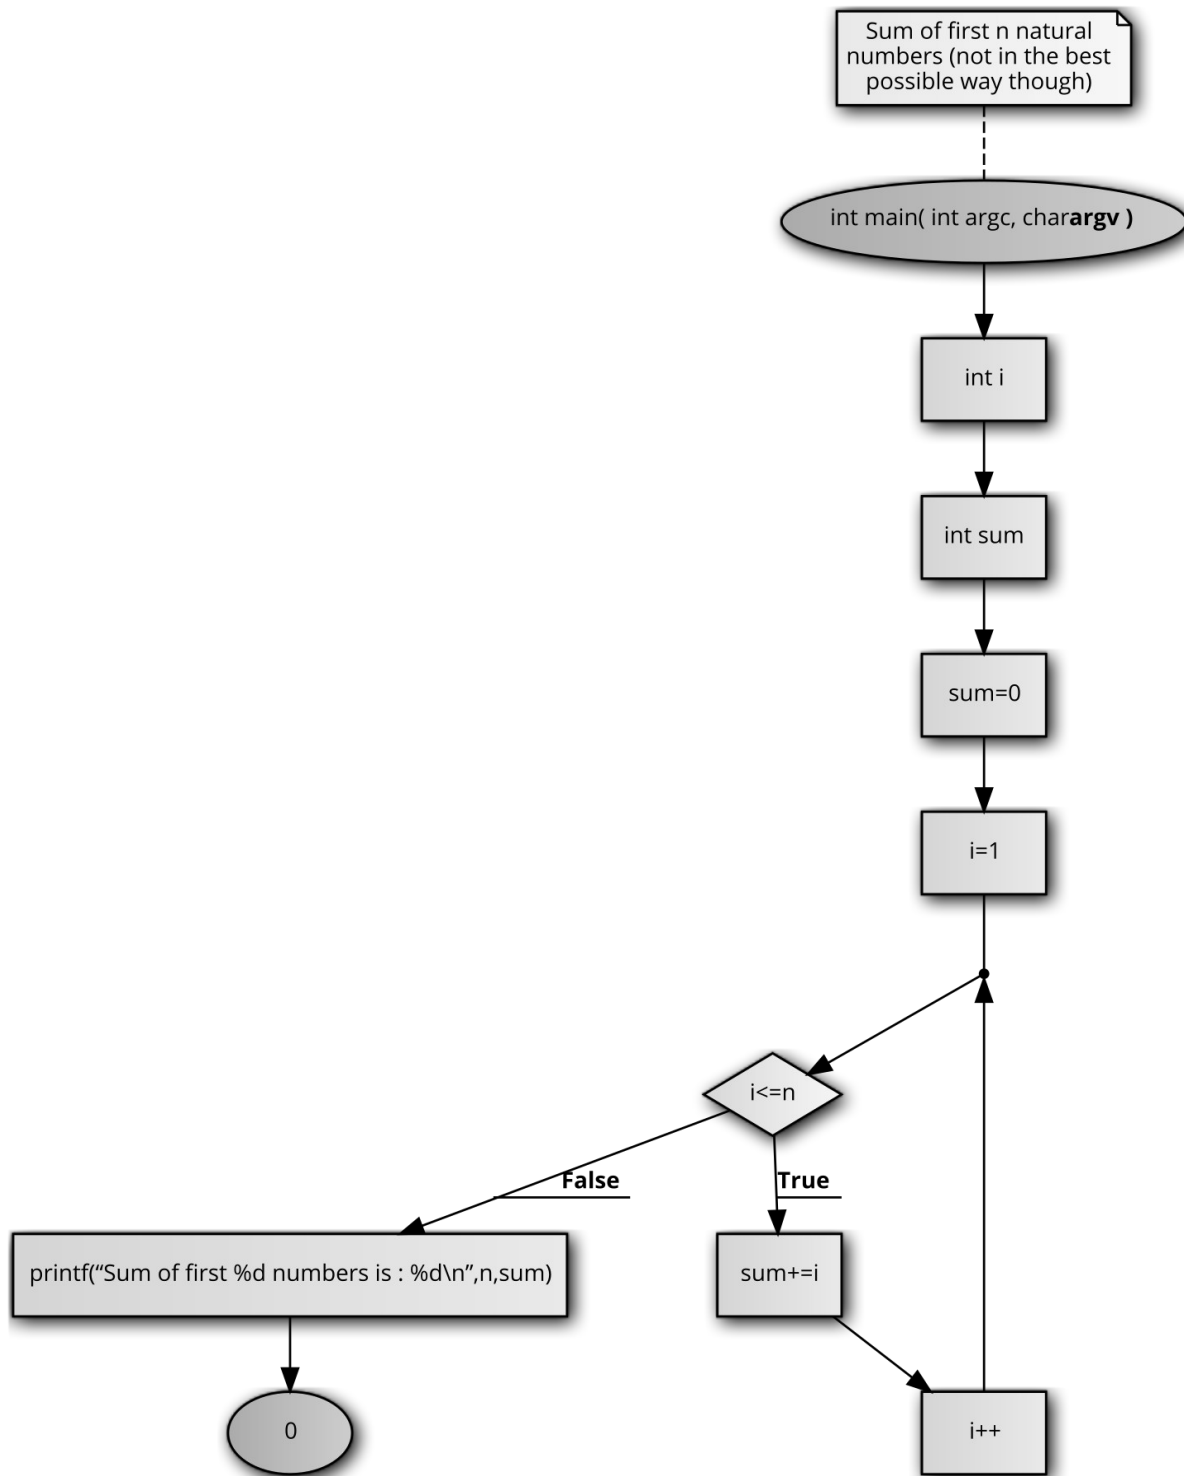 Sum of first n natural
numbers (not in the best
possible way though)
int main( int argc, charargv )
int i
int sum
sum=0
i=1
i<=n
False
True
printf(“Sum of first %d numbers is : %d\n”,n,sum)
sum+=i
0
i++